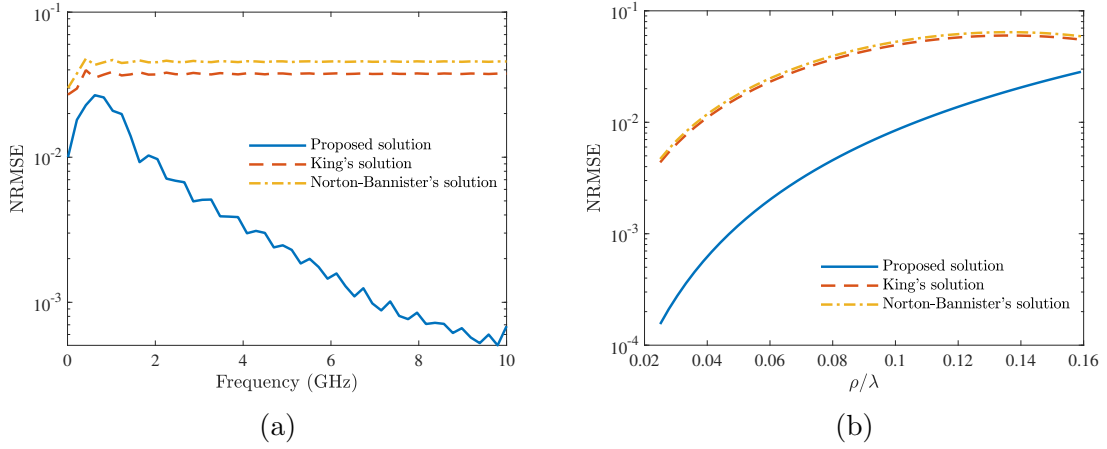 10^-1
10^-2
10^-3
NRMSE
Proposed solution
King's solution
Norton-Bannister's solution
0 2 4 6 8 10
Frequency (GHz)
(a)
10^-1
10^-2
10^-3
10^-4
NRMSE
Proposed solution
King's solution
Norton-Bannister's solution
0.02 0.04 0.06 0.08 0.1 0.12 0.14 0.16
ρ/λ
(b)